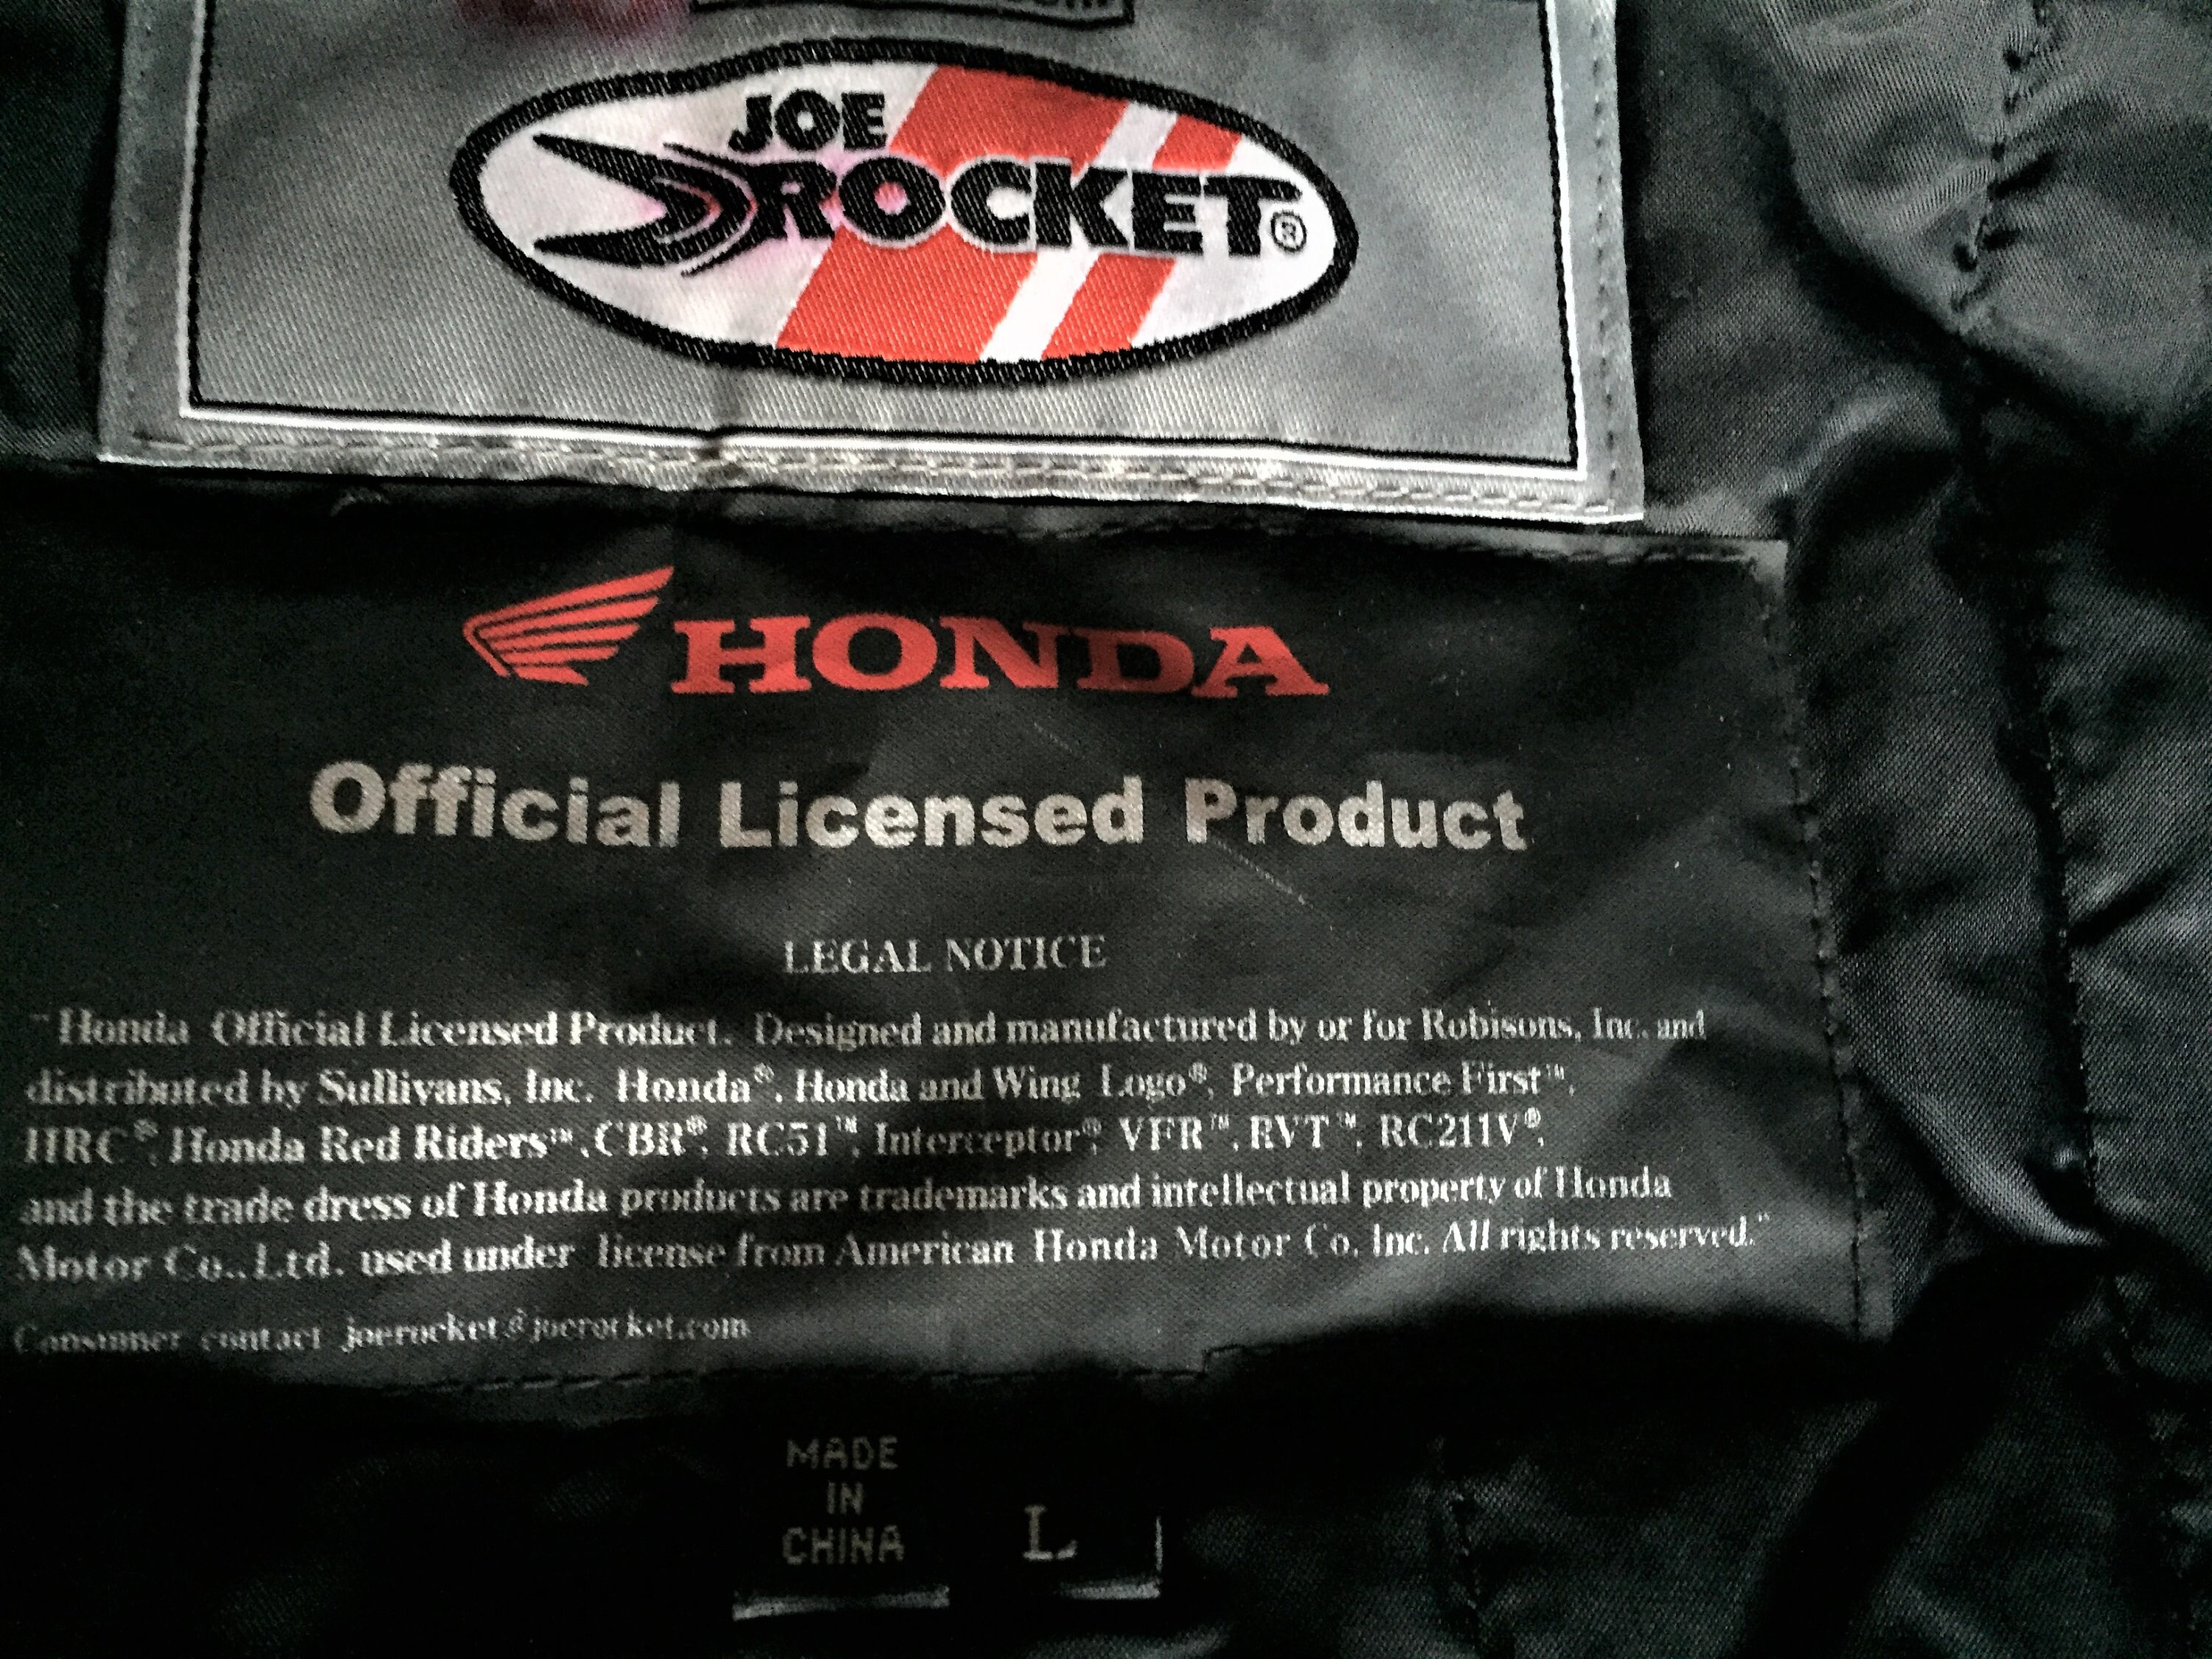 JOE
ROCKET®
HONDA
Official Licensed Product
LEGAL NOTICE
"Honda Official Licensed Product. Designed and manufactured by or for Robisons, Inc. and
distributed by Sullivans, Inc. Honda®, Honda and Wing Logo®, Performance First™,
HRC®, Honda Red Riders™, CBR®, RC51™, Interceptor®, VFR™, RVT™, RC211V®,
and the trade dress of Honda products are trademarks and intellectual property of Honda
Motor Co.,Ltd. used under license from American Honda Motor Co. Inc. All rights reserved."
Consumer contact joerocket@joerocket.com
MADE
IN
CHINA
L